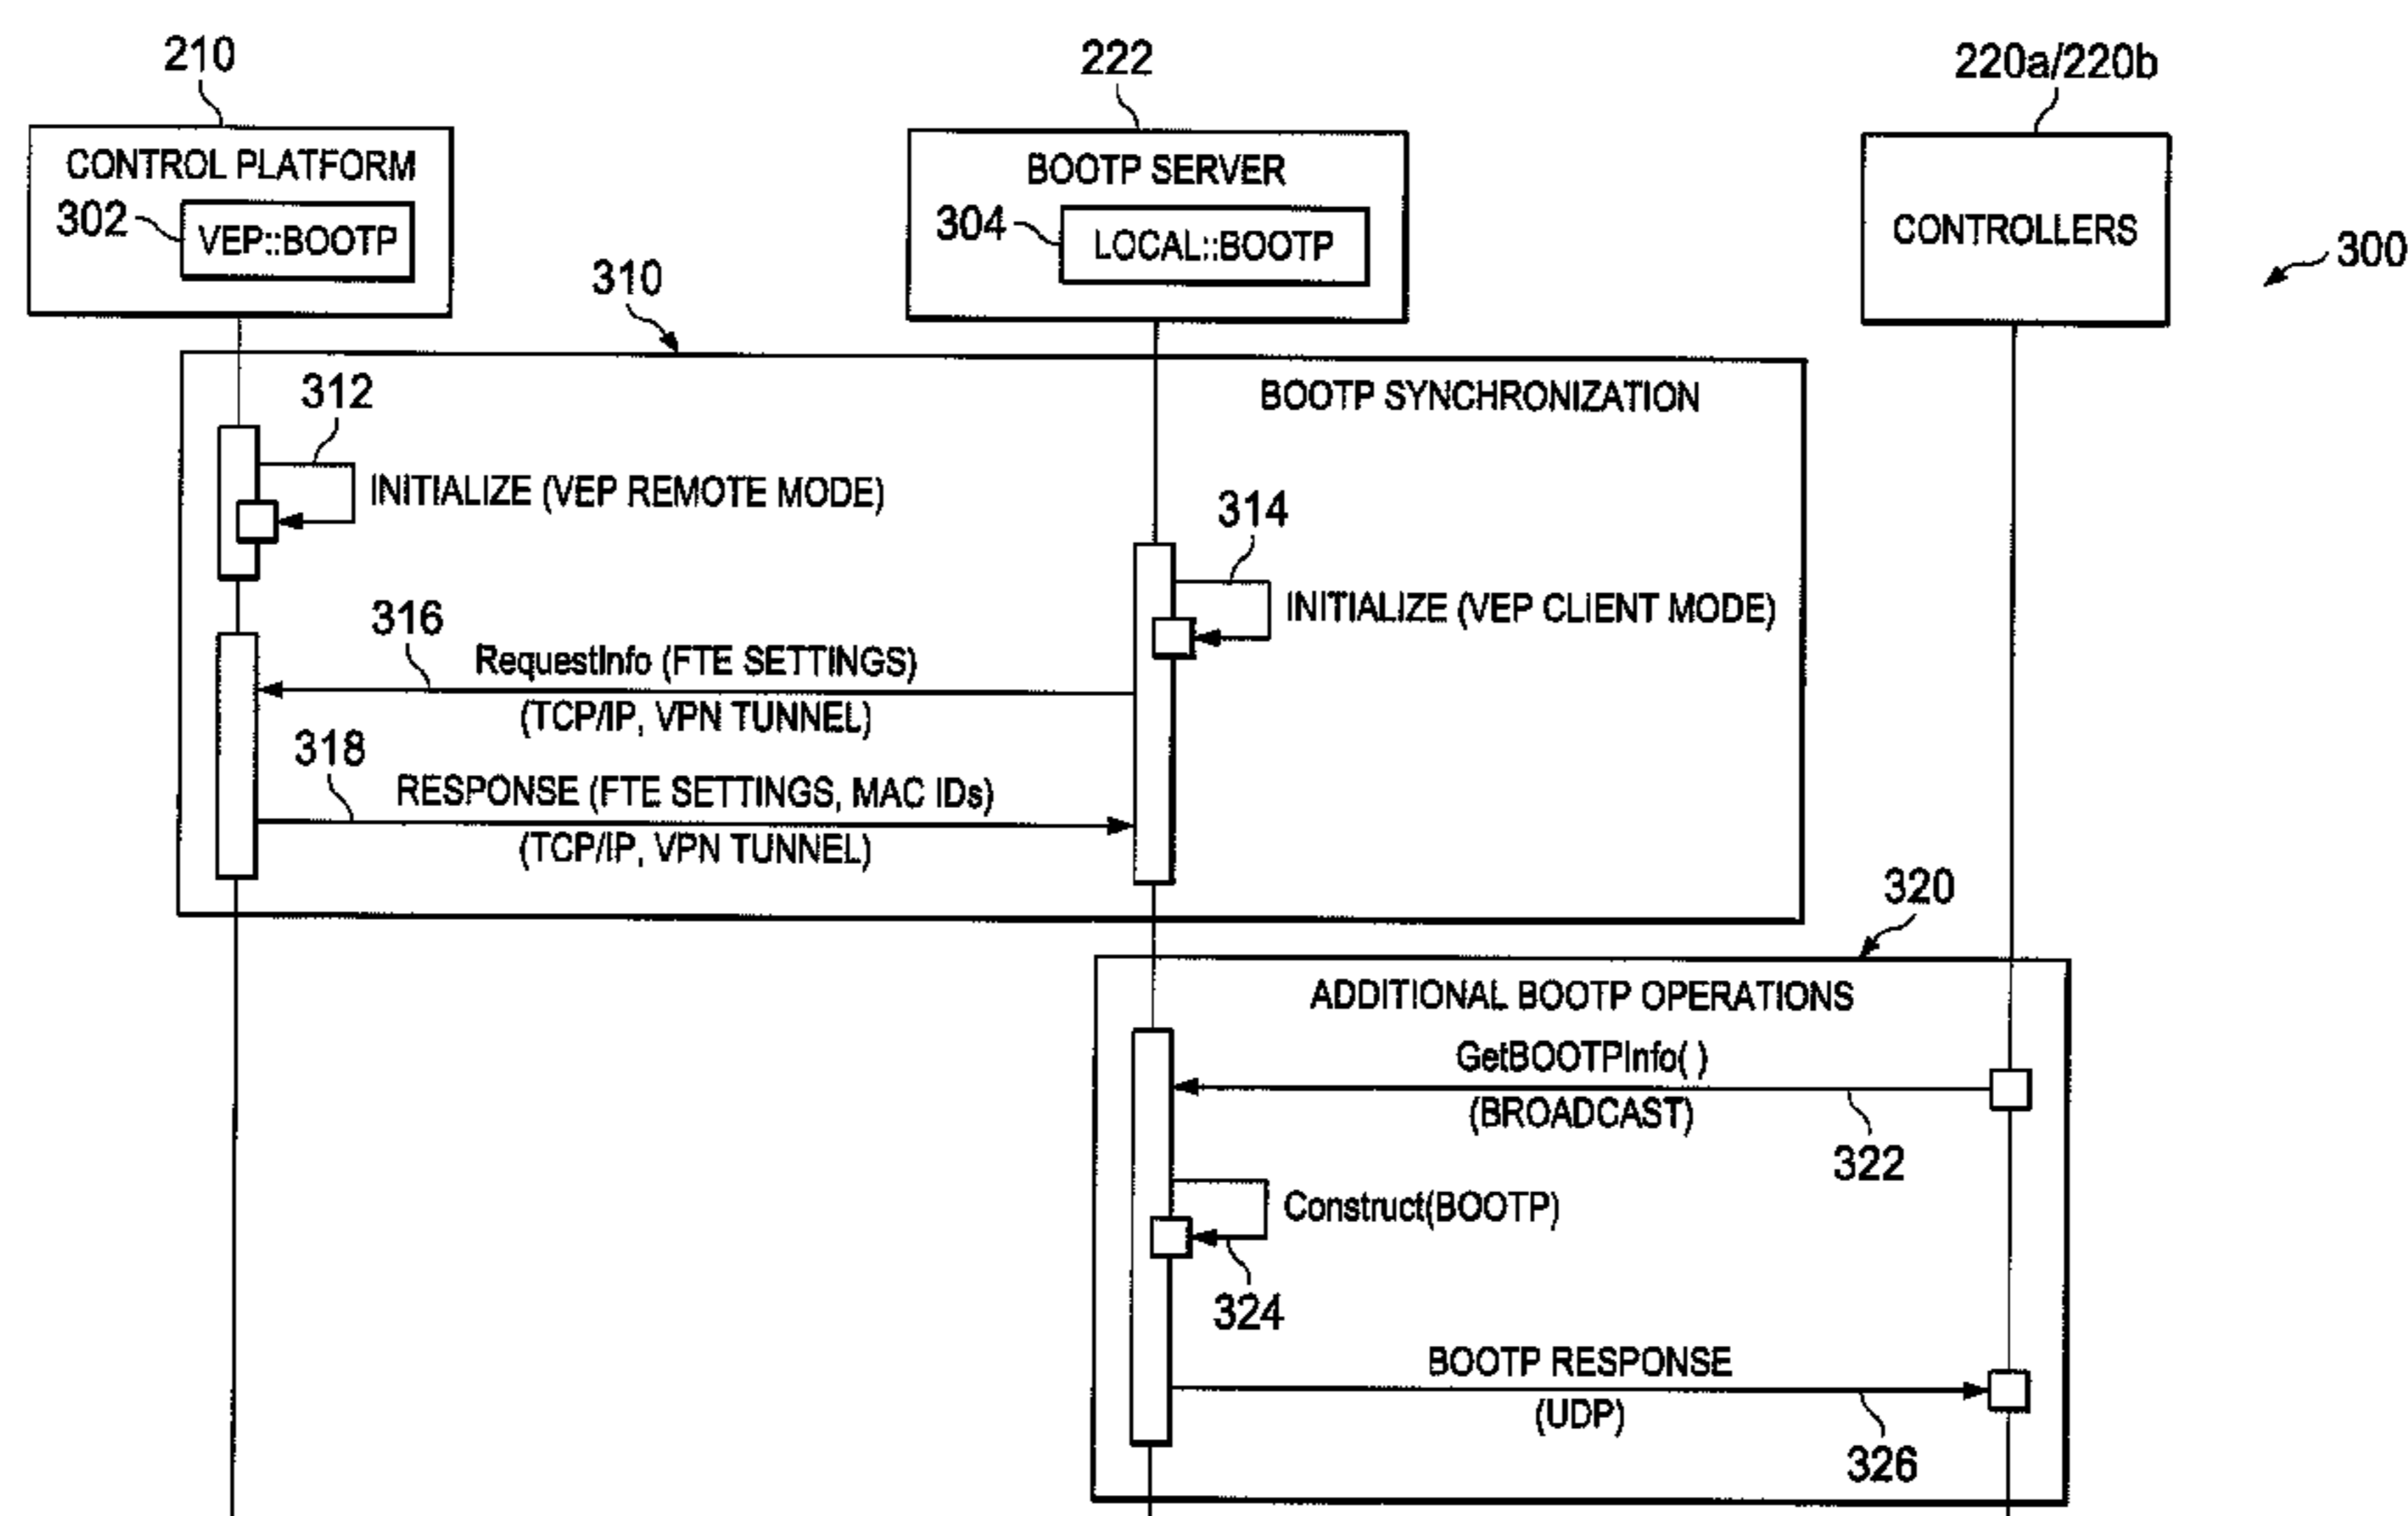 210
222
220a/220b
CONTROL PLATFORM
302
VEP::BOOTP
BOOTP SERVER
304
LOCAL::BOOTP
CONTROLLERS
300
310
BOOTP SYNCHRONIZATION
312
INITIALIZE (VEP REMOTE MODE)
314
INITIALIZE (VEP CLIENT MODE)
316
RequestInfo (FTE SETTINGS)
(TCP/IP, VPN TUNNEL)
318
RESPONSE (FTE SETTINGS, MAC IDs)
(TCP/IP, VPN TUNNEL)
320
ADDITIONAL BOOTP OPERATIONS
GetBOOTPInfo( )
(BROADCAST)
322
Construct(BOOTP)
324
BOOTP RESPONSE
(UDP)
326